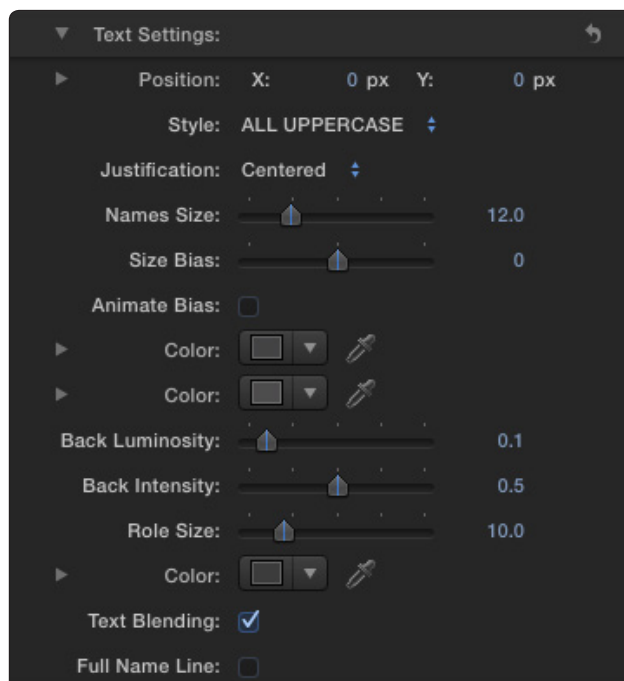 Text Settings:
Position: X: 0 px Y: 0 px
Style: ALL UPPERCASE
Justification: Centered
Names Size: 12.0
Size Bias: 0
Animate Bias:
Color:
Color:
Back Luminosity: 0.1
Back Intensity: 0.5
Role Size: 10.0
Color:
Text Blending:
Full Name Line: